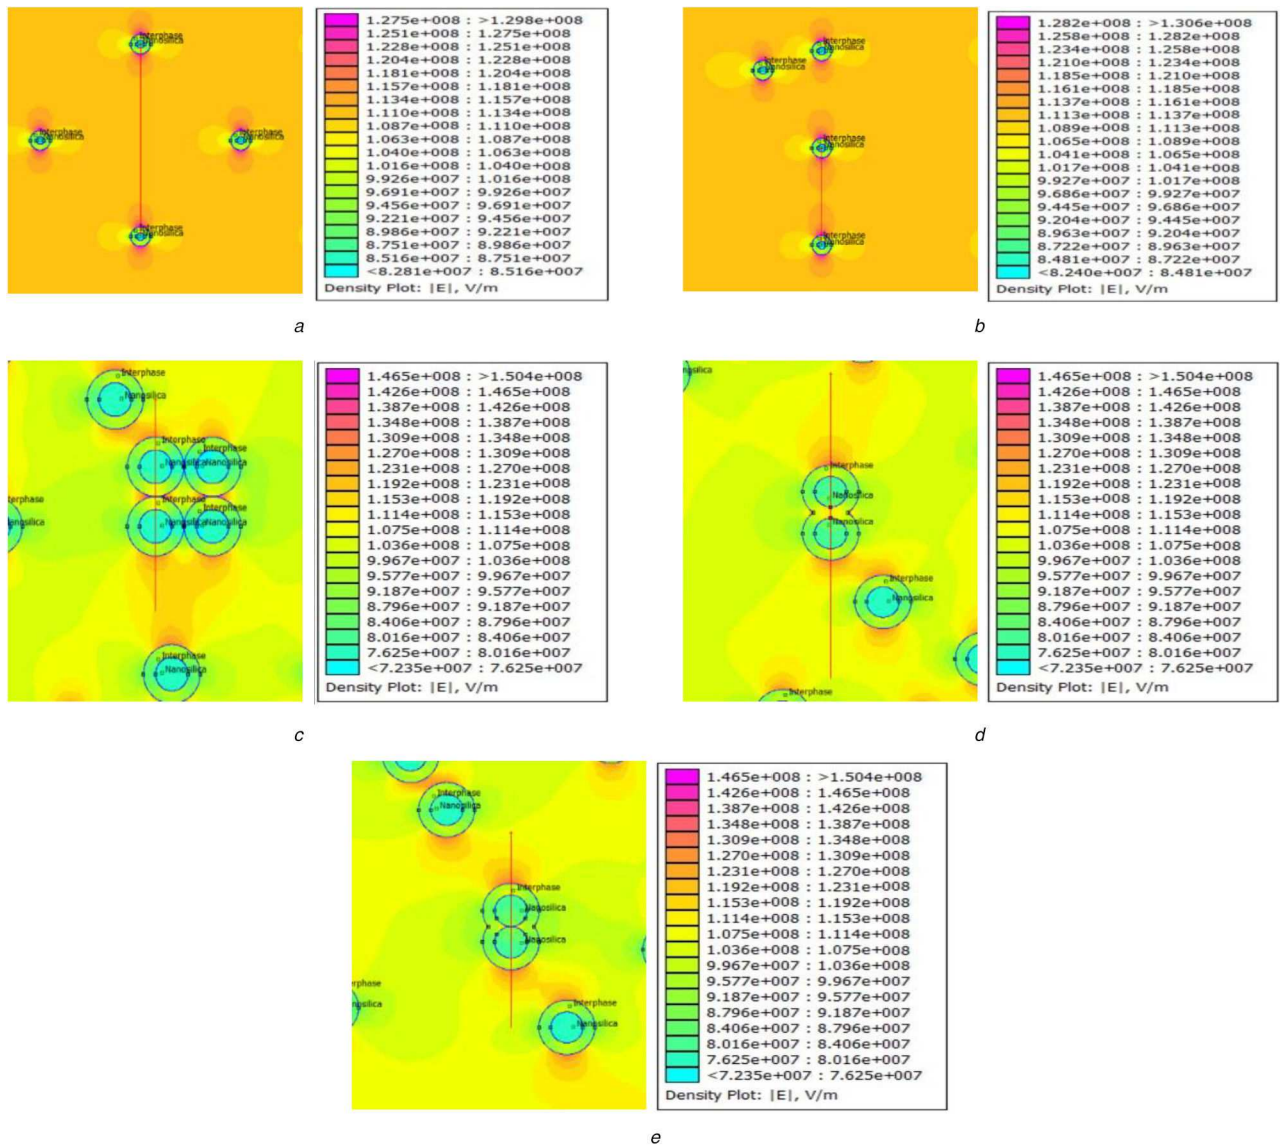 Interphase
Nanosilica
Interphase
Nanosilica
Interphase
Nanosilica
Interphase
Nanosilica
1.275e+008 : >1.298e+008
1.251e+008 : 1.275e+008
1.228e+008 : 1.251e+008
1.204e+008 : 1.228e+008
1.181e+008 : 1.204e+008
1.157e+008 : 1.181e+008
1.134e+008 : 1.157e+008
1.110e+008 : 1.134e+008
1.087e+008 : 1.110e+008
1.063e+008 : 1.087e+008
1.040e+008 : 1.063e+008
1.016e+008 : 1.040e+008
9.926e+007 : 1.016e+008
9.691e+007 : 9.926e+007
9.456e+007 : 9.691e+007
9.221e+007 : 9.456e+007
8.986e+007 : 9.221e+007
8.751e+007 : 8.986e+007
8.516e+007 : 8.751e+007
<8.281e+007 : 8.516e+007
Density Plot: |E|, V/m
a
Interphase
Nanosilica
Interphase
Nanosilica
Interphase
Nanosilica
Interphase
Nanosilica
1.282e+008 : >1.306e+008
1.258e+008 : 1.282e+008
1.234e+008 : 1.258e+008
1.210e+008 : 1.234e+008
1.185e+008 : 1.210e+008
1.161e+008 : 1.185e+008
1.137e+008 : 1.161e+008
1.113e+008 : 1.137e+008
1.089e+008 : 1.113e+008
1.065e+008 : 1.089e+008
1.041e+008 : 1.065e+008
1.017e+008 : 1.041e+008
9.927e+007 : 1.017e+008
9.686e+007 : 9.927e+007
9.445e+007 : 9.686e+007
9.204e+007 : 9.445e+007
8.963e+007 : 9.204e+007
8.722e+007 : 8.963e+007
8.481e+007 : 8.722e+007
<8.240e+007 : 8.481e+007
Density Plot: |E|, V/m
b
Interphase
Nanosilica
Interphase
Interphase
Nanosilica
Nanosilica
erphase
Interphase
Interphase
anosilica
Nanosilica
Nanosilica
Interphase
Nanosilica
1.465e+008 : >1.504e+008
1.426e+008 : 1.465e+008
1.387e+008 : 1.426e+008
1.348e+008 : 1.387e+008
1.309e+008 : 1.348e+008
1.270e+008 : 1.309e+008
1.231e+008 : 1.270e+008
1.192e+008 : 1.231e+008
1.153e+008 : 1.192e+008
1.114e+008 : 1.153e+008
1.075e+008 : 1.114e+008
1.036e+008 : 1.075e+008
9.967e+007 : 1.036e+008
9.577e+007 : 9.967e+007
9.187e+007 : 9.577e+007
8.796e+007 : 9.187e+007
8.406e+007 : 8.796e+007
8.016e+007 : 8.406e+007
7.625e+007 : 8.016e+007
<7.235e+007 : 7.625e+007
Density Plot: |E|, V/m
c
nosilica
Interphase
Nanosilica
Nanosilica
Interphase
Nanosilica
Interphase
1.465e+008 : >1.504e+008
1.426e+008 : 1.465e+008
1.387e+008 : 1.426e+008
1.348e+008 : 1.387e+008
1.309e+008 : 1.348e+008
1.270e+008 : 1.309e+008
1.231e+008 : 1.270e+008
1.192e+008 : 1.231e+008
1.153e+008 : 1.192e+008
1.114e+008 : 1.153e+008
1.075e+008 : 1.114e+008
1.036e+008 : 1.075e+008
9.967e+007 : 1.036e+008
9.577e+007 : 9.967e+007
9.187e+007 : 9.577e+007
8.796e+007 : 9.187e+007
8.406e+007 : 8.796e+007
8.016e+007 : 8.406e+007
7.625e+007 : 8.016e+007
<7.235e+007 : 7.625e+007
Density Plot: |E|, V/m
d
Interphase
Nanosilica
Interphase
Nanosilica
Nanosilica
rphase
nosilica
Interphase
Nanosilica
1.465e+008 : >1.504e+008
1.426e+008 : 1.465e+008
1.387e+008 : 1.426e+008
1.348e+008 : 1.387e+008
1.309e+008 : 1.348e+008
1.270e+008 : 1.309e+008
1.231e+008 : 1.270e+008
1.192e+008 : 1.231e+008
1.153e+008 : 1.192e+008
1.114e+008 : 1.153e+008
1.075e+008 : 1.114e+008
1.036e+008 : 1.075e+008
9.967e+007 : 1.036e+008
9.577e+007 : 9.967e+007
9.187e+007 : 9.577e+007
8.796e+007 : 9.187e+007
8.406e+007 : 8.796e+007
8.016e+007 : 8.406e+007
7.625e+007 : 8.016e+007
<7.235e+007 : 7.625e+007
Density Plot: |E|, V/m
e